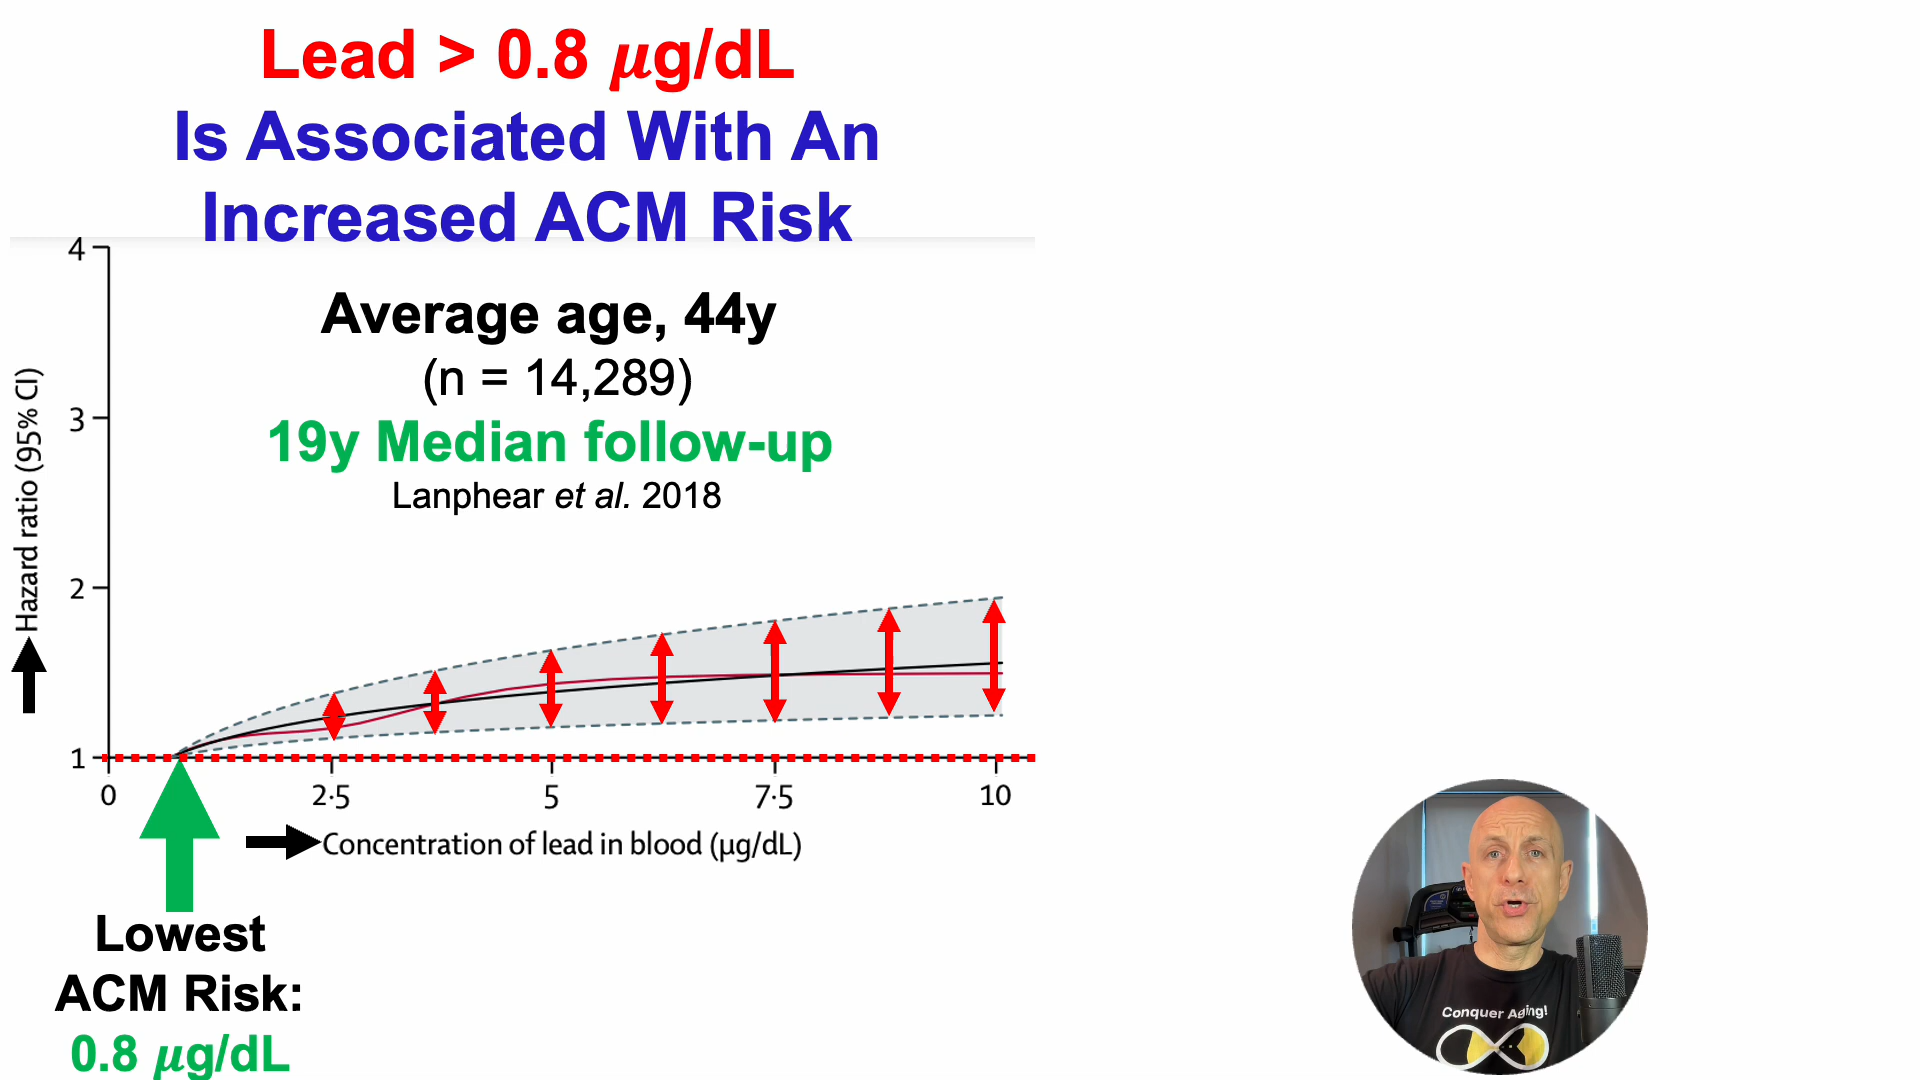 Lead > 0.8 μg/dL
Is Associated With An
Increased ACM Risk
Average age, 44y
(n = 14,289)
19y Median follow-up
Lanphear et al. 2018
Hazard ratio (95% CI)
4
3
2
1
0
2·5
5
7·5
10
Concentration of lead in blood (μg/dL)
Lowest
ACM Risk:
0.8 μg/dL
Conquer Aging!